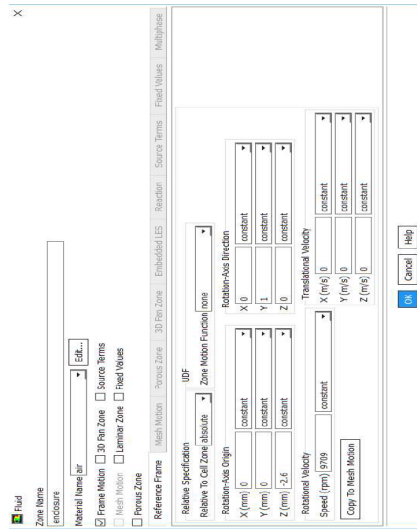 Fluid
Zone Name
enclosure
Material Name air Edit...
Frame Motion 3D Fan Zone Source Terms
Mesh Motion Laminar Zone Fixed Values
Porous Zone
Reference Frame Mesh Motion Porous Zone 3D Fan Zone Embedded LES Reaction Source Terms Fixed Values Multiphase
Relative Specification UDF
Relative To Cell Zone absolute Zone Motion Function none
Rotation-Axis Origin Rotation-Axis Direction
X (mm) 0 constant X 0 constant
Y (mm) 0 constant Y 1 constant
Z (mm) -2.6 constant Z 0 constant
Rotational Velocity Translational Velocity
Speed (rpm) 9709 constant X (m/s) 0 constant
Y (m/s) 0 constant
Copy To Mesh Motion Z (m/s) 0 constant
OK Cancel Help